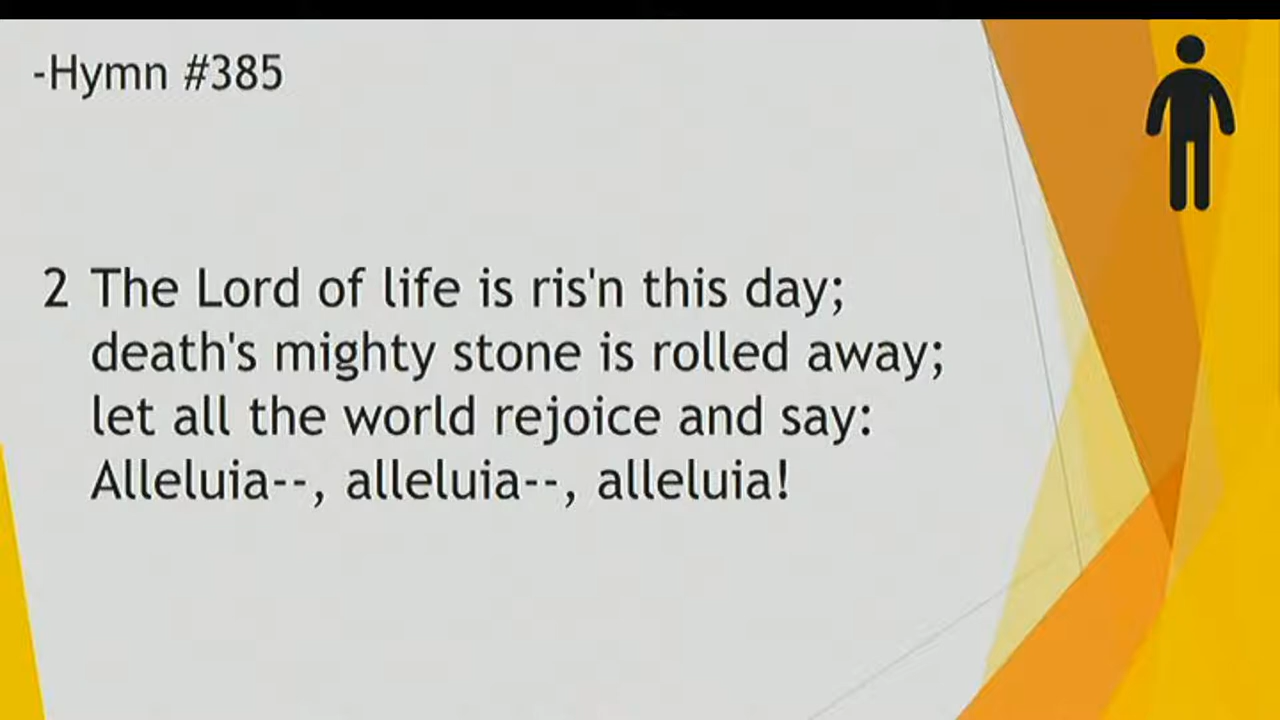 -Hymn #385
2 The Lord of life is ris'n this day;
death's mighty stone is rolled away;
let all the world rejoice and say:
Alleluia--, alleluia--, alleluia!